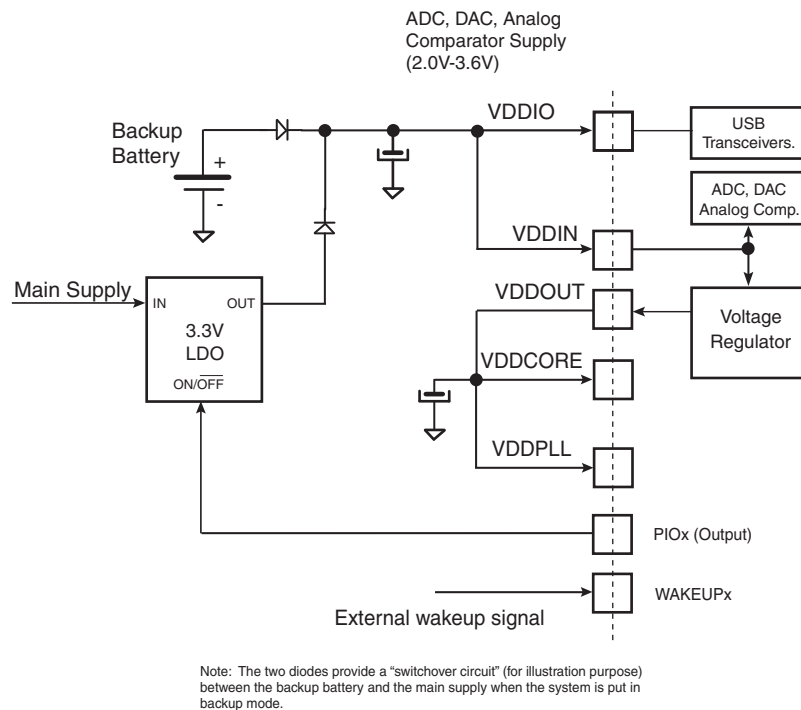 ADC, DAC, Analog
Comparator Supply
(2.0V-3.6V)
VDDIO
USB
Transceivers.
Backup
Battery
+
-
ADC, DAC
Analog Comp.
VDDIN
Main Supply
IN
OUT
3.3V
LDO
ON/OFF
VDDOUT
Voltage
Regulator
VDDCORE
VDDPLL
PIOx (Output)
WAKEUPx
External wakeup signal
Note: The two diodes provide a “switchover circuit” (for illustration purpose)
between the backup battery and the main supply when the system is put in
backup mode.